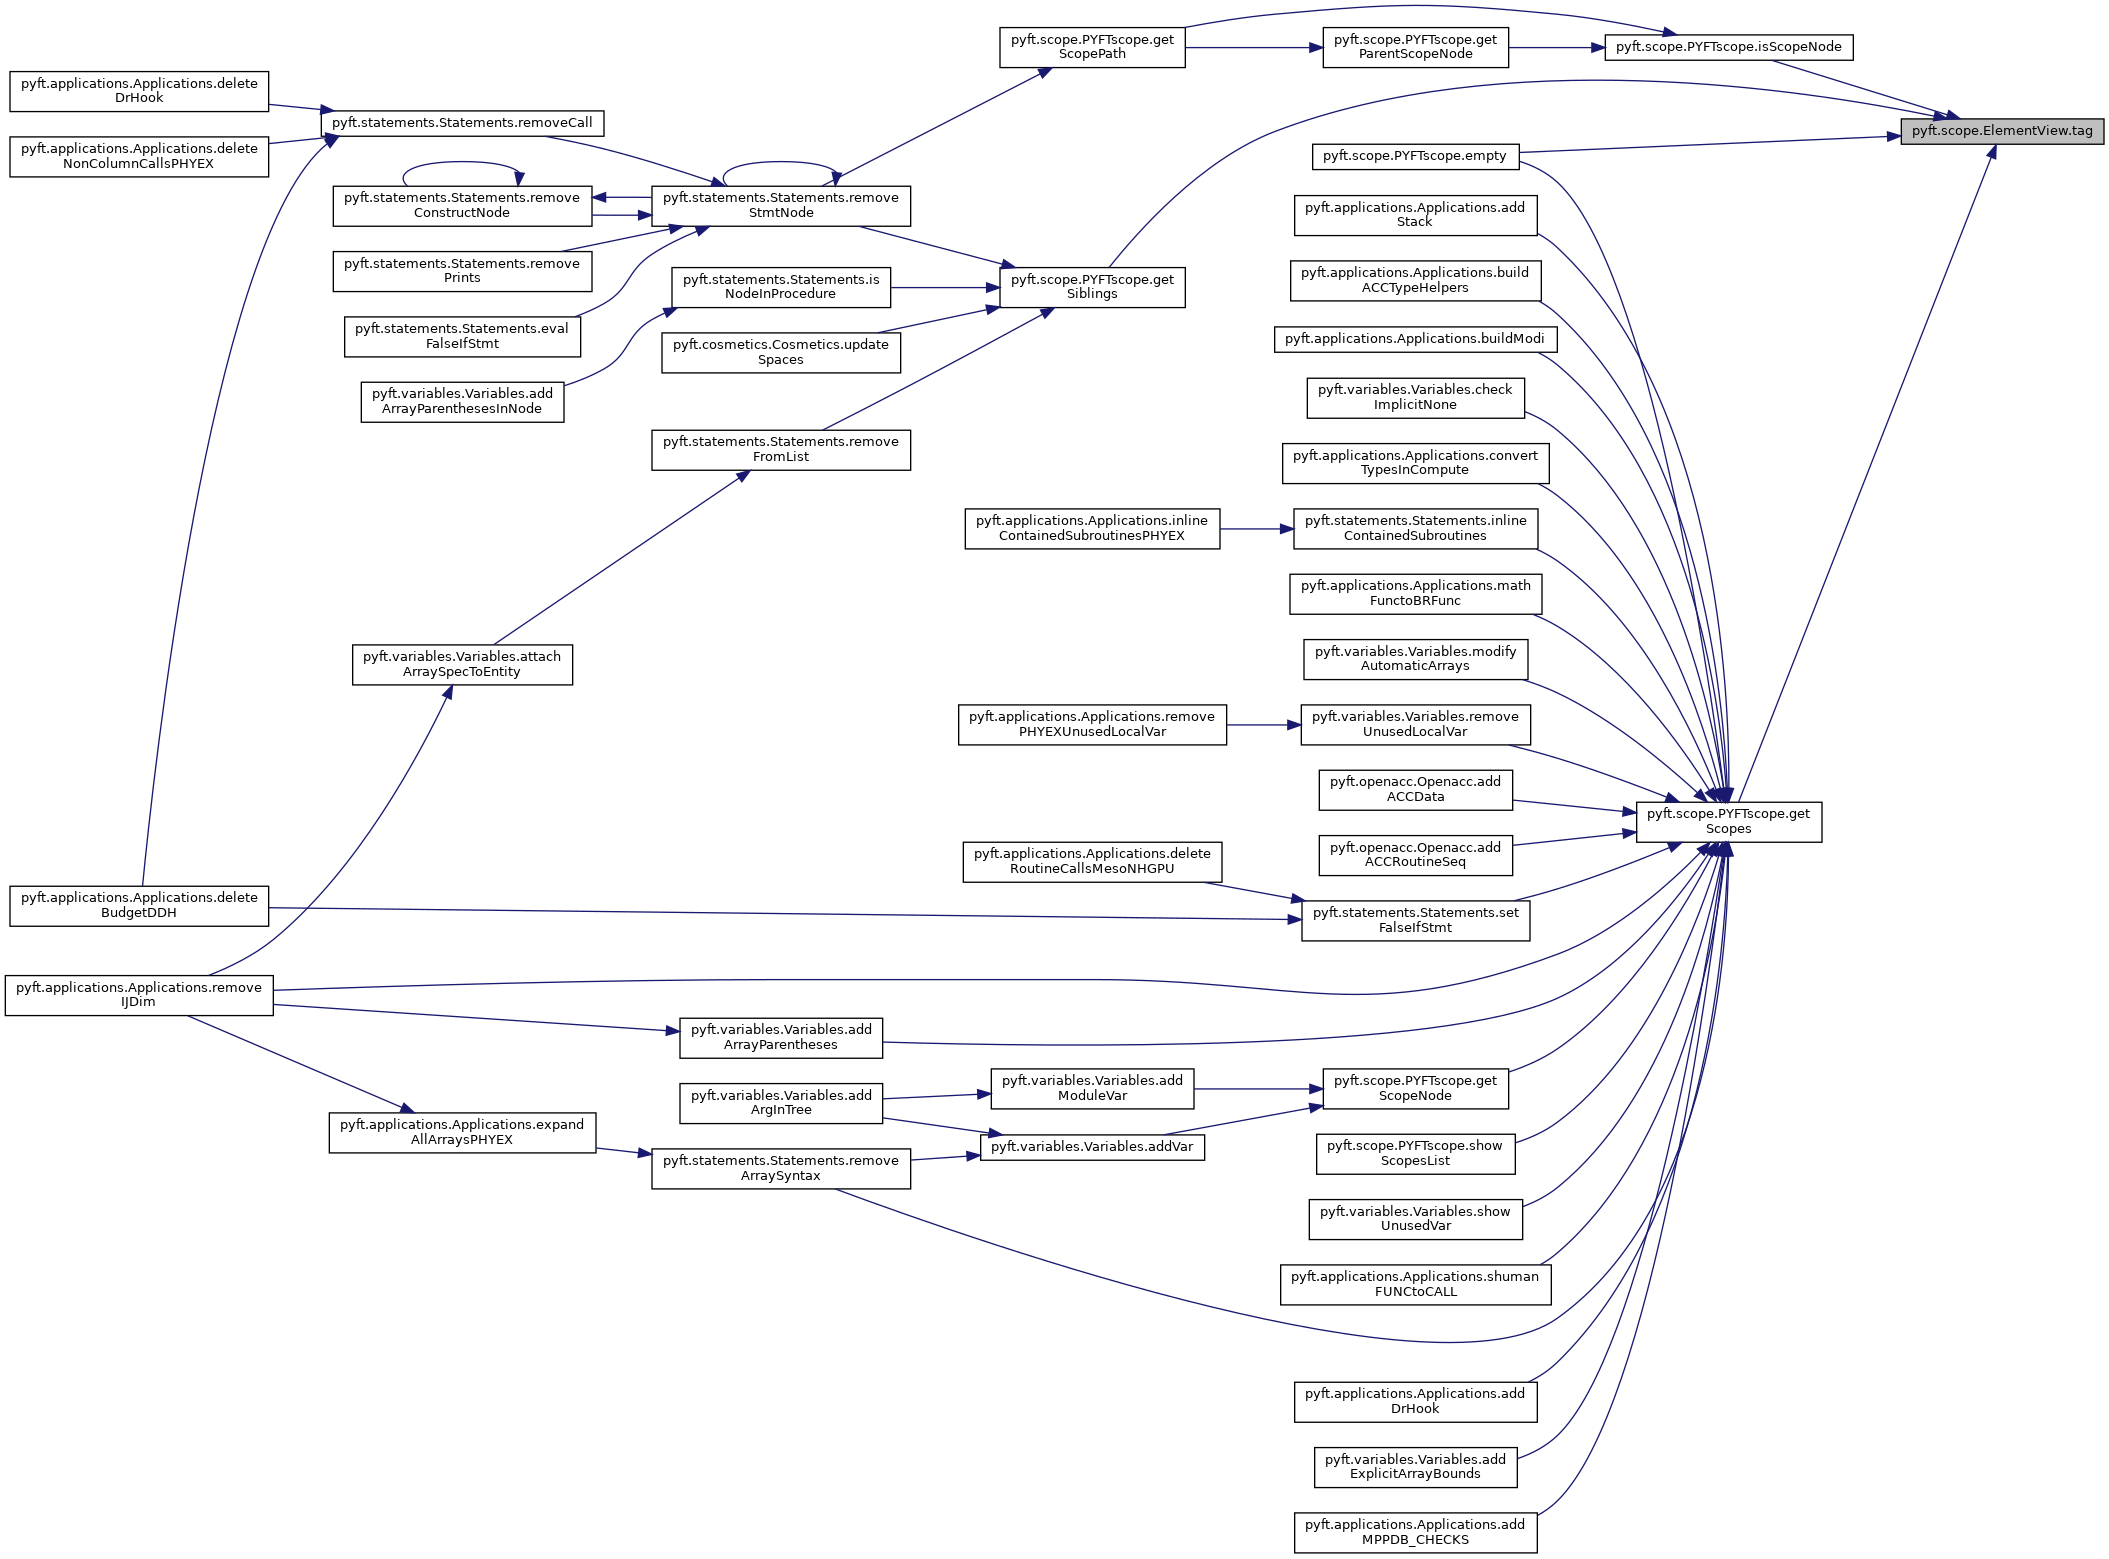 pyft.scope.PYFTscope.get
ScopePath
pyft.scope.PYFTscope.get
ParentScopeNode
pyft.scope.PYFTscope.isScopeNode
pyft.applications.Applications.delete
DrHook
pyft.statements.Statements.removeCall
pyft.scope.ElementView.tag
pyft.applications.Applications.delete
NonColumnCallsPHYEX
pyft.scope.PYFTscope.empty
pyft.statements.Statements.remove
ConstructNode
pyft.statements.Statements.remove
StmtNode
pyft.applications.Applications.add
Stack
pyft.statements.Statements.remove
Prints
pyft.statements.Statements.is
NodeInProcedure
pyft.scope.PYFTscope.get
Siblings
pyft.applications.Applications.build
ACCTypeHelpers
pyft.statements.Statements.eval
FalseIfStmt
pyft.cosmetics.Cosmetics.update
Spaces
pyft.applications.Applications.buildModi
pyft.variables.Variables.add
ArrayParenthesesInNode
pyft.variables.Variables.check
ImplicitNone
pyft.statements.Statements.remove
FromList
pyft.applications.Applications.convert
TypesInCompute
pyft.applications.Applications.inline
ContainedSubroutinesPHYEX
pyft.statements.Statements.inline
ContainedSubroutines
pyft.applications.Applications.math
FunctoBRFunc
pyft.variables.Variables.attach
ArraySpecToEntity
pyft.variables.Variables.modify
AutomaticArrays
pyft.applications.Applications.remove
PHYEXUnusedLocalVar
pyft.variables.Variables.remove
UnusedLocalVar
pyft.openacc.Openacc.add
ACCData
pyft.scope.PYFTscope.get
Scopes
pyft.openacc.Openacc.add
ACCRoutineSeq
pyft.applications.Applications.delete
RoutineCallsMesoNHGPU
pyft.applications.Applications.delete
BudgetDDH
pyft.statements.Statements.set
FalseIfStmt
pyft.applications.Applications.remove
IJDim
pyft.variables.Variables.add
ArrayParentheses
pyft.variables.Variables.add
ArgInTree
pyft.variables.Variables.add
ModuleVar
pyft.scope.PYFTscope.get
ScopeNode
pyft.applications.Applications.expand
AllArraysPHYEX
pyft.variables.Variables.addVar
pyft.scope.PYFTscope.show
ScopesList
pyft.statements.Statements.remove
ArraySyntax
pyft.variables.Variables.show
UnusedVar
pyft.applications.Applications.shuman
FUNCtoCALL
pyft.applications.Applications.add
DrHook
pyft.variables.Variables.add
ExplicitArrayBounds
pyft.applications.Applications.add
MPPDB_CHECKS